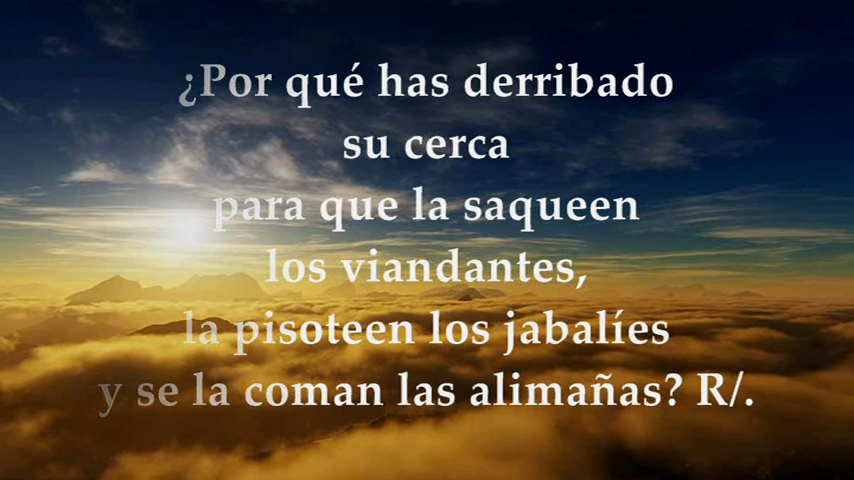 ¿Por qué has derribado
su cerca
para que la saqueen
los viandantes,
la pisoteen los jabalíes
y se la coman las alimañas? R/.